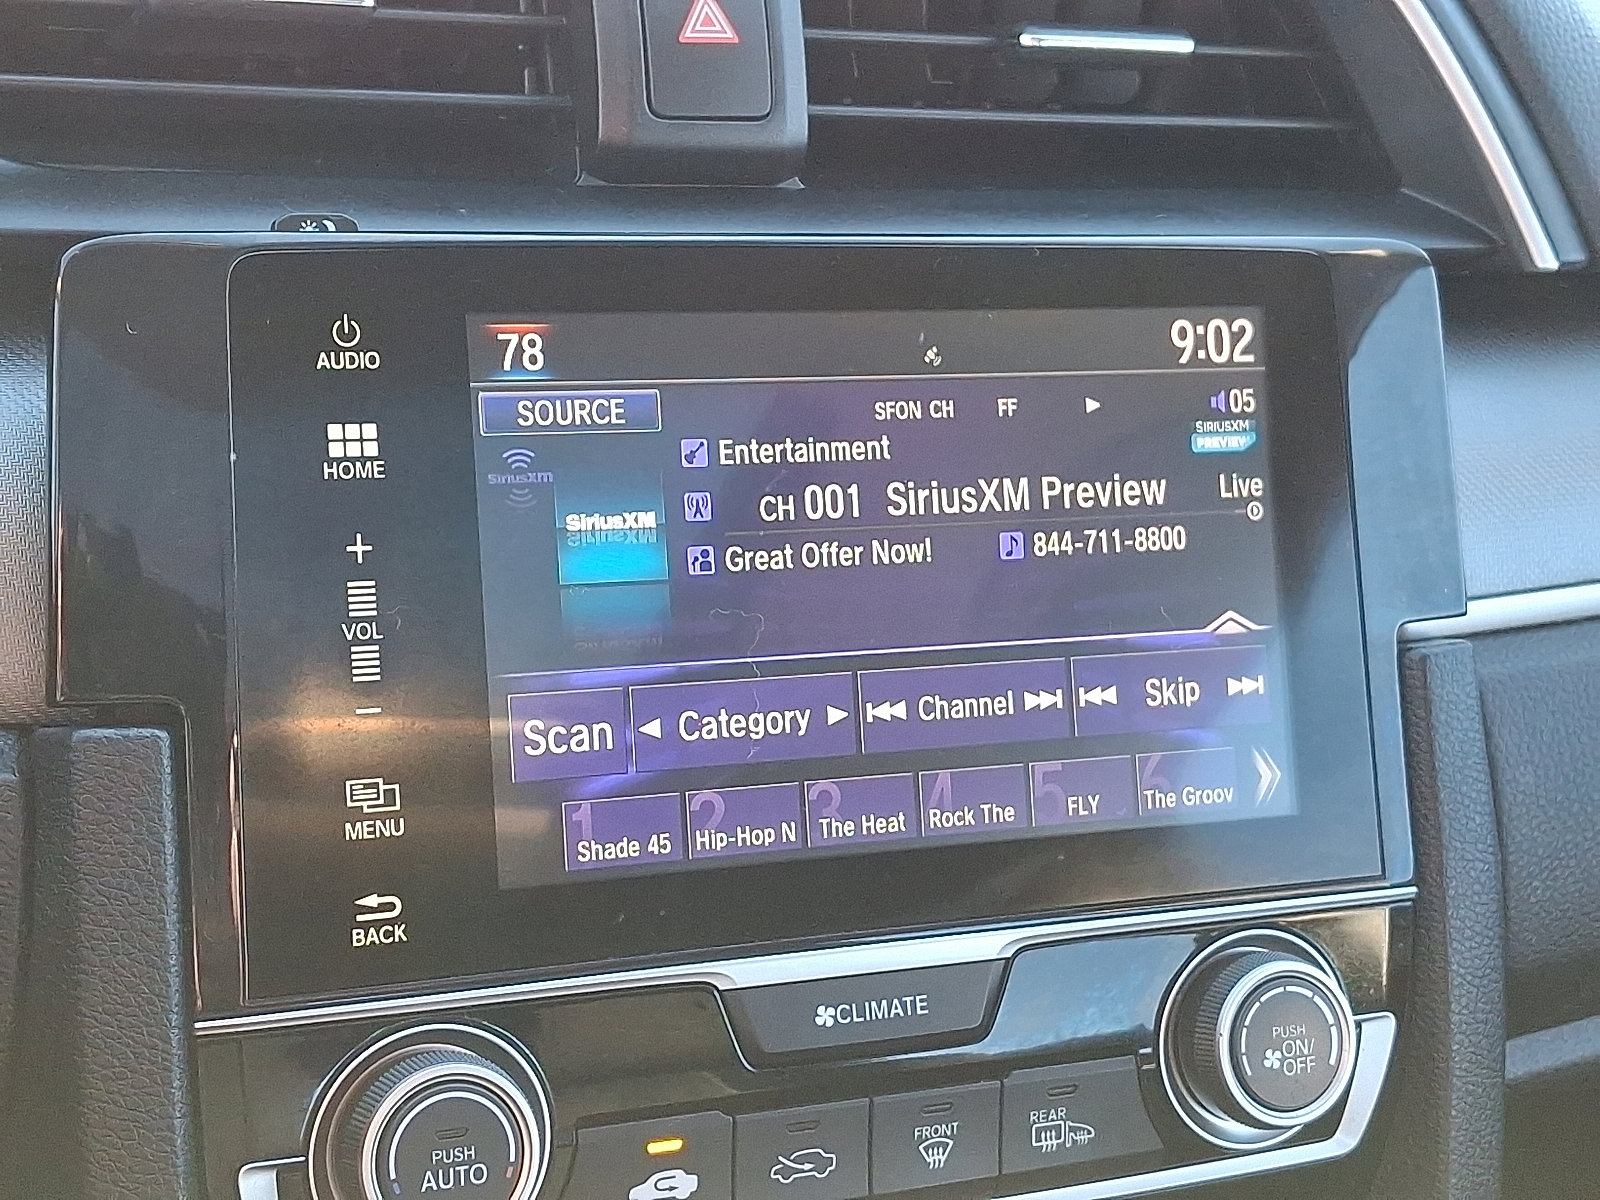 AUDIO
HOME
VOL
MENU
BACK
78
9:02
SOURCE
SFON CH FF
05
SIRIUSXM
PREVIEW
SiriusXM
SiriusXM
Entertainment
CH 001 SiriusXM Preview
Live
Great Offer Now!
844-711-8800
Scan
Category
Channel
Skip
1 Shade 45
2 Hip-Hop N
3 The Heat
4 Rock The
5 FLY
6 The Groov
CLIMATE
PUSH
AUTO
FRONT
REAR
PUSH
ON/
OFF